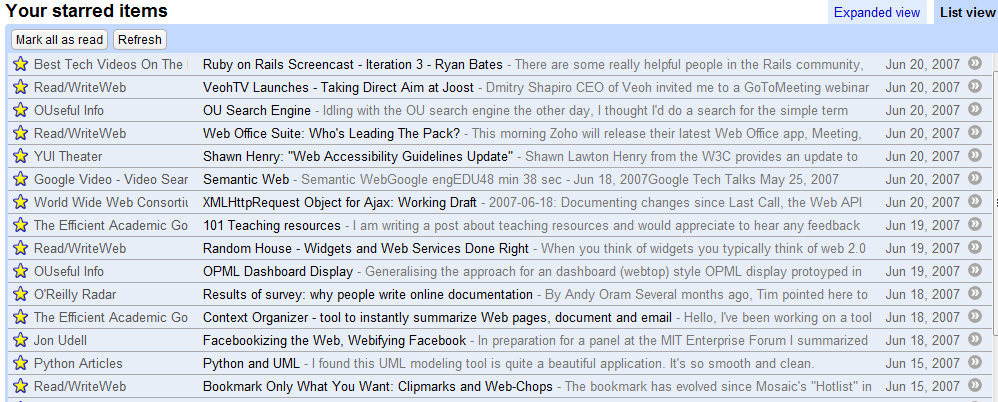 Your starred items Expanded view List view
Mark all as read Refresh
Best Tech Videos On The Ruby on Rails Screencast - Iteration 3 - Ryan Bates - There are some really helpful people in the Rails community, Jun 20, 2007
Read/WriteWeb VeohTV Launches - Taking Direct Aim at Joost - Dmitry Shapiro CEO of Veoh invited me to a GoToMeeting webinar Jun 20, 2007
OUseful Info OU Search Engine - Idling with the OU search engine the other day, I thought I'd do a search for the simple term Jun 20, 2007
Read/WriteWeb Web Office Suite: Who's Leading The Pack? - This morning Zoho will release their latest Web Office app, Meeting, Jun 20, 2007
YUI Theater Shawn Henry: "Web Accessibility Guidelines Update" - Shawn Lawton Henry from the W3C provides an update to Jun 20, 2007
Google Video - Video Sear Semantic Web - Semantic WebGoogle engEDU48 min 38 sec - Jun 18, 2007Google Tech Talks May 25, 2007 Jun 20, 2007
World Wide Web Consortiu XMLHttpRequest Object for Ajax: Working Draft - 2007-06-18: Documenting changes since Last Call, the Web API Jun 20, 2007
The Efficient Academic Go 101 Teaching resources - I am writing a post about teaching resources and would appreciate to hear any feedback Jun 19, 2007
Read/WriteWeb Random House - Widgets and Web Services Done Right - When you think of widgets you typically think of web 2.0 Jun 19, 2007
OUseful Info OPML Dashboard Display - Generalising the approach for an dashboard (webtop) style OPML display protoyped in Jun 19, 2007
O'Reilly Radar Results of survey: why people write online documentation - By Andy Oram Several months ago, Tim pointed here to Jun 18, 2007
The Efficient Academic Go Context Organizer - tool to instantly summarize Web pages, document and email - Hello, I've been working on a tool Jun 18, 2007
Jon Udell Facebookizing the Web, Webifying Facebook - In preparation for a panel at the MIT Enterprise Forum I summarized Jun 18, 2007
Python Articles Python and UML - I found this UML modeling tool is quite a beautiful application. It's so smooth and clean. Jun 15, 2007
Read/WriteWeb Bookmark Only What You Want: Clipmarks and Web-Chops - The bookmark has evolved since Mosaic's "Hotlist" in Jun 15, 2007